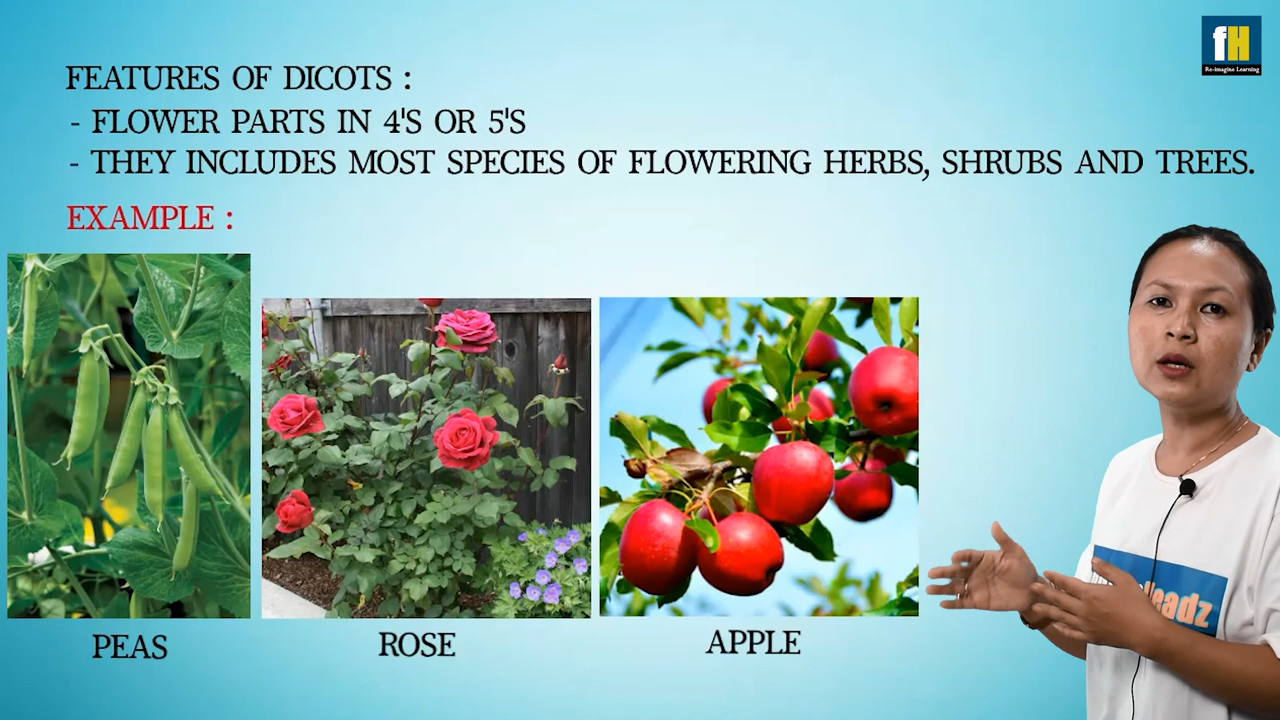 fH
Re-imagine Learning
FEATURES OF DICOTS :
- FLOWER PARTS IN 4'S OR 5'S
- THEY INCLUDES MOST SPECIES OF FLOWERING HERBS, SHRUBS AND TREES.
EXAMPLE :
PEAS
ROSE
APPLE